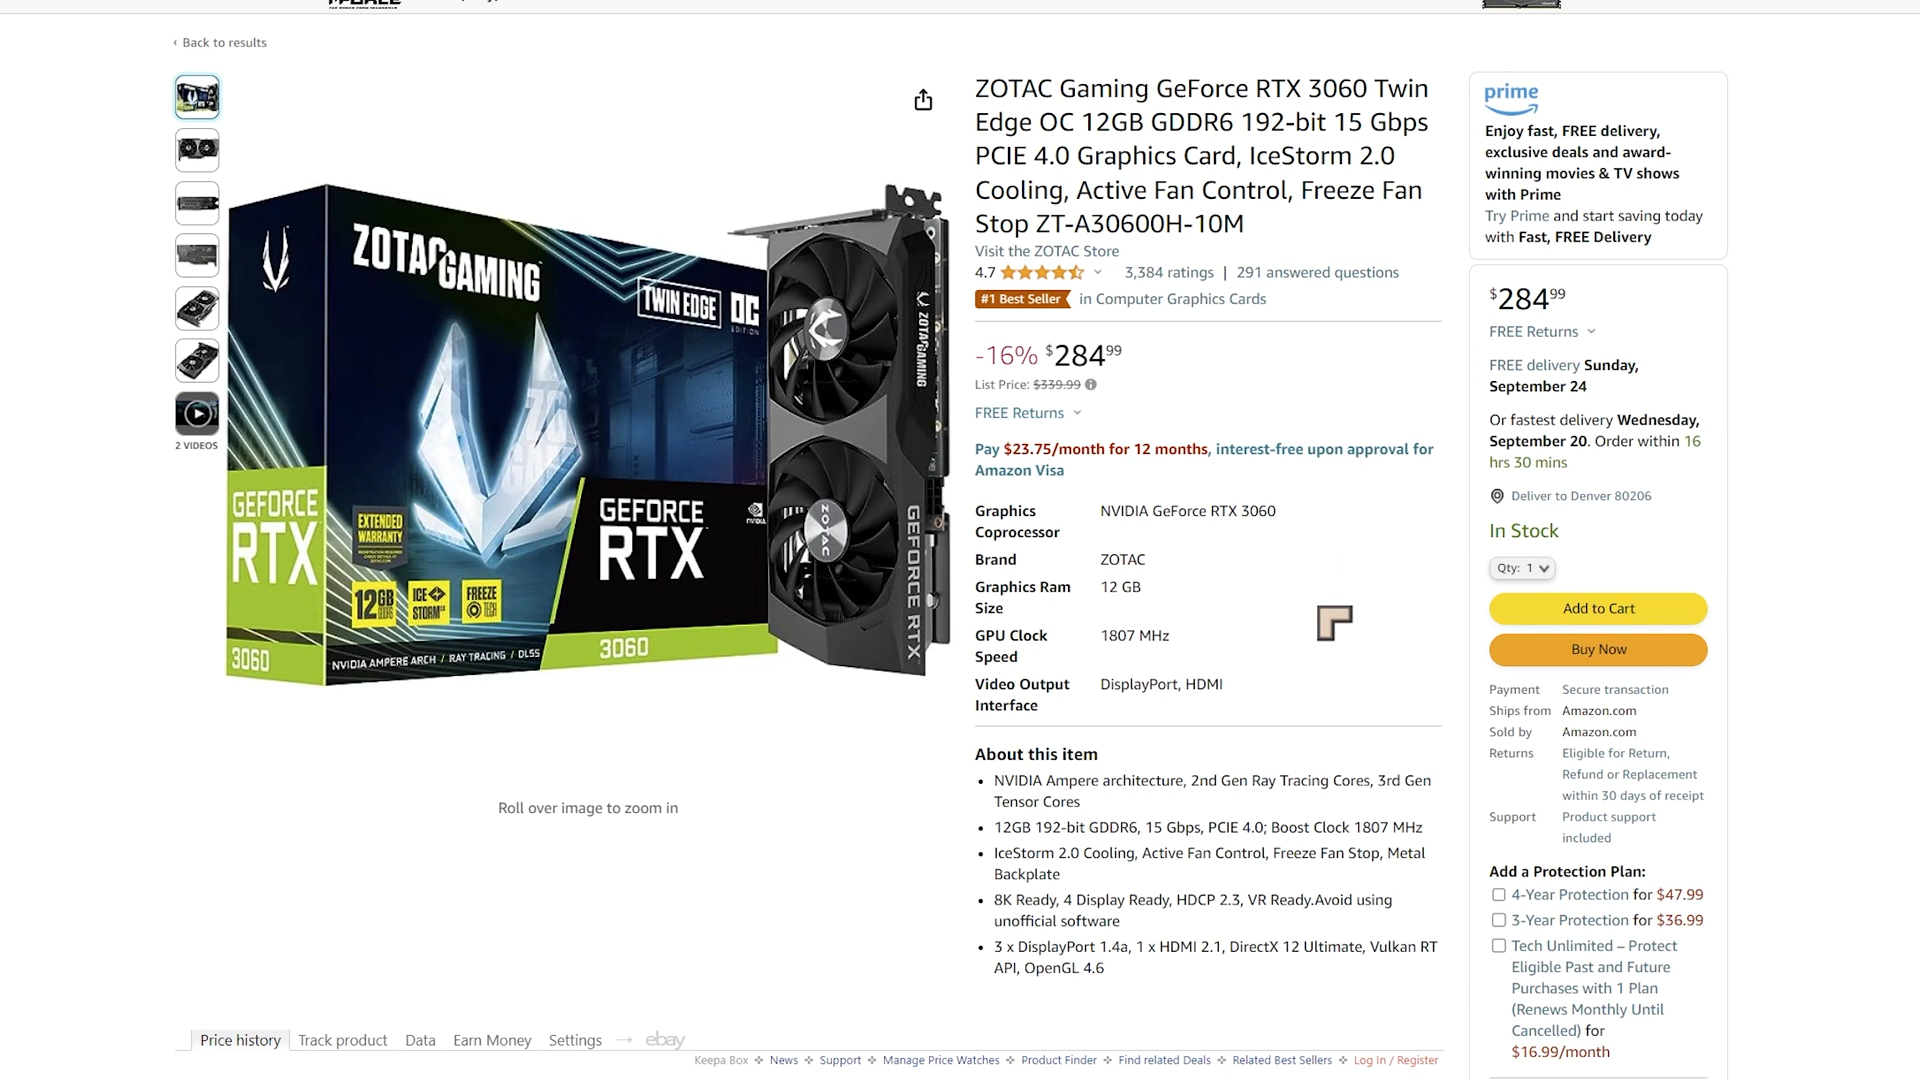 ‹ Back to results
2 VIDEOS
ZOTAC GAMING
TWIN EDGE OC
EDITION
GEFORCE
RTX
3060
EXTENDED
WARRANTY
12GB
GDDR6
ICE
STORM 2.0
FREEZE
TECH
NVIDIA AMPERE ARCH / RAY TRACING / DLSS
GEFORCE
RTX
3060
NVIDIA
ZOTAC GAMING
ZOTAC
GEFORCE RTX
Roll over image to zoom in
ZOTAC Gaming GeForce RTX 3060 Twin
Edge OC 12GB GDDR6 192-bit 15 Gbps
PCIE 4.0 Graphics Card, IceStorm 2.0
Cooling, Active Fan Control, Freeze Fan
Stop ZT-A30600H-10M
Visit the ZOTAC Store
4.7 3,384 ratings | 291 answered questions
#1 Best Seller in Computer Graphics Cards
-16% $284 99
List Price: $339.99
FREE Returns
Pay $23.75/month for 12 months, interest-free upon approval for
Amazon Visa
Graphics
Coprocessor
NVIDIA GeForce RTX 3060
Brand ZOTAC
Graphics Ram
Size
12 GB
GPU Clock
Speed
1807 MHz
Video Output
Interface
DisplayPort, HDMI
About this item
• NVIDIA Ampere architecture, 2nd Gen Ray Tracing Cores, 3rd Gen
Tensor Cores
• 12GB 192-bit GDDR6, 15 Gbps, PCIE 4.0; Boost Clock 1807 MHz
• IceStorm 2.0 Cooling, Active Fan Control, Freeze Fan Stop, Metal
Backplate
• 8K Ready, 4 Display Ready, HDCP 2.3, VR Ready.Avoid using
unofficial software
• 3 x DisplayPort 1.4a, 1 x HDMI 2.1, DirectX 12 Ultimate, Vulkan RT
API, OpenGL 4.6
prime
Enjoy fast, FREE delivery,
exclusive deals and award-
winning movies & TV shows
with Prime
Try Prime and start saving today
with Fast, FREE Delivery
$284 99
FREE Returns
FREE delivery Sunday,
September 24
Or fastest delivery Wednesday,
September 20. Order within 16
hrs 30 mins
Deliver to Denver 80206
In Stock
Qty: 1
Add to Cart
Buy Now
Payment Secure transaction
Ships from Amazon.com
Sold by Amazon.com
Returns Eligible for Return,
Refund or Replacement
within 30 days of receipt
Support Product support
included
Add a Protection Plan:
4-Year Protection for $47.99
3-Year Protection for $36.99
Tech Unlimited – Protect
Eligible Past and Future
Purchases with 1 Plan
(Renews Monthly Until
Cancelled) for
$16.99/month
Price history Track product Data Earn Money Settings → ebay
Keepa Box News Support Manage Price Watches Product Finder Find related Deals Related Best Sellers Log In / Register